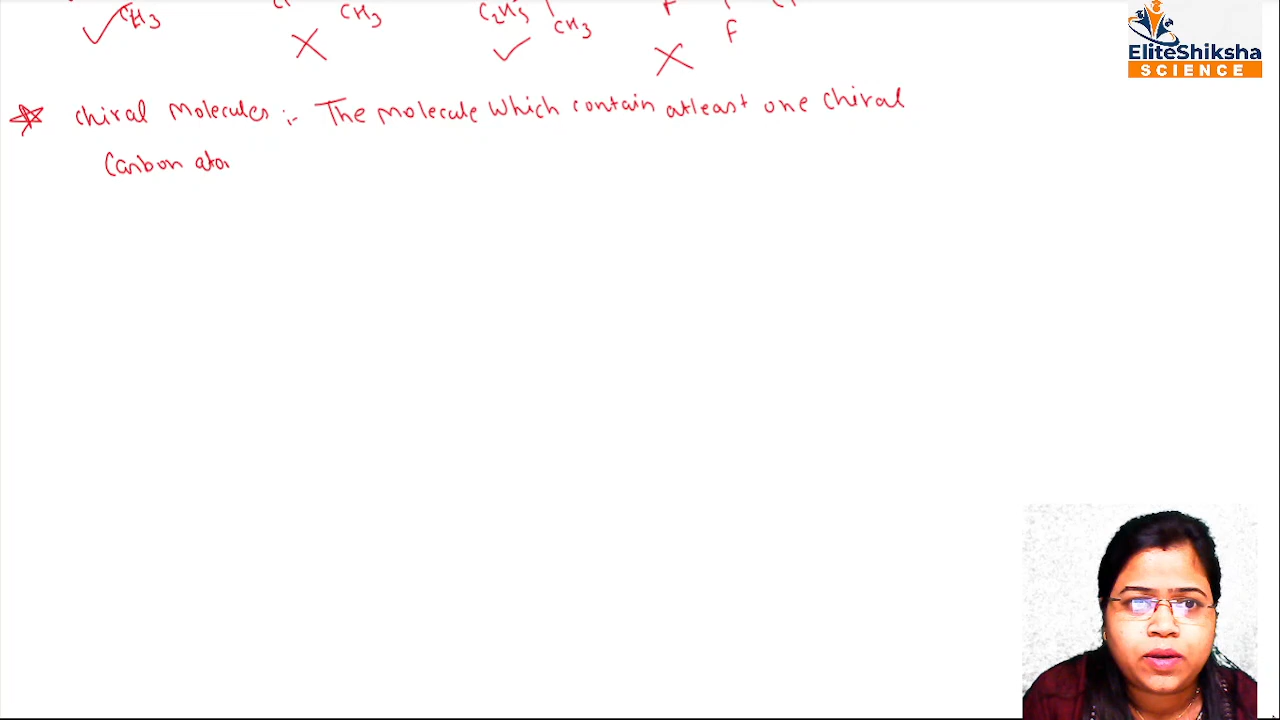 CH3 CH3 C2H5 CH3 F
EliteShiksha
SCIENCE
chiral molecules :- The molecule which contain atleast one chiral
Carbon ato